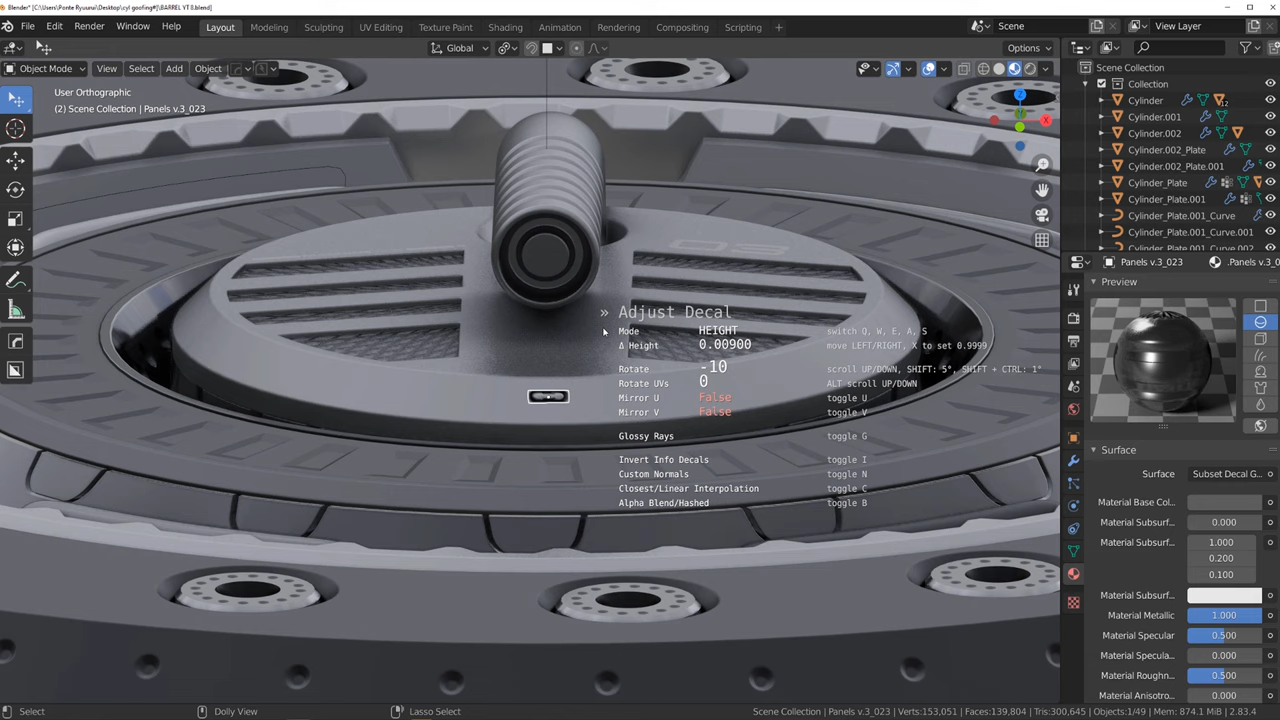 Blender* [C:\Users\Ponte Ryuurui\Desktop\cyl goofing#]\BARREL YT 8.blend]
File Edit Render Window Help Layout Modeling Sculpting UV Editing Texture Paint Shading Animation Rendering Compositing Scripting + Scene View Layer
Global Options
Object Mode View Select Add Object
User Orthographic
(2) Scene Collection | Panels v.3_023
Z
X
Scene Collection
Collection
Cylinder 12
Cylinder.001
Cylinder.002
Cylinder.002_Plate
Cylinder.002_Plate.001
Cylinder_Plate
Cylinder_Plate.001
Cylinder_Plate.001_Curve
Cylinder_Plate.001_Curve.001
Cylinder_Plate.001_Curve.002
Panels v.3_023 .Panels v.3_0
Preview
» Adjust Decal
Mode HEIGHT switch Q, W, E, A, S
Δ Height 0.00900 move LEFT/RIGHT, X to set 0.9999
Rotate -10 scroll UP/DOWN, SHIFT: 5°, SHIFT + CTRL: 1°
Rotate UVs 0 ALT scroll UP/DOWN
Mirror U False toggle U
Mirror V False toggle V
Glossy Rays toggle G
Invert Info Decals toggle I
Custom Normals toggle N
Closest/Linear Interpolation toggle C
Alpha Blend/Hashed toggle B
Surface
Surface Subset Decal G...
Material Base Col...
Material Subsurf... 0.000
Material Subsurf... 1.000
0.200
0.100
Material Subsurf...
Material Metallic 1.000
Material Specular 0.500
Material Specula... 0.000
Material Roughn... 0.500
Material Anisotro... 0.000
Select Dolly View Lasso Select Scene Collection | Panels v.3_023 | Verts:153,051 | Faces:139,804 | Tris:300,645 | Objects:1/49 | Mem: 874.1 MiB | 2.83.4